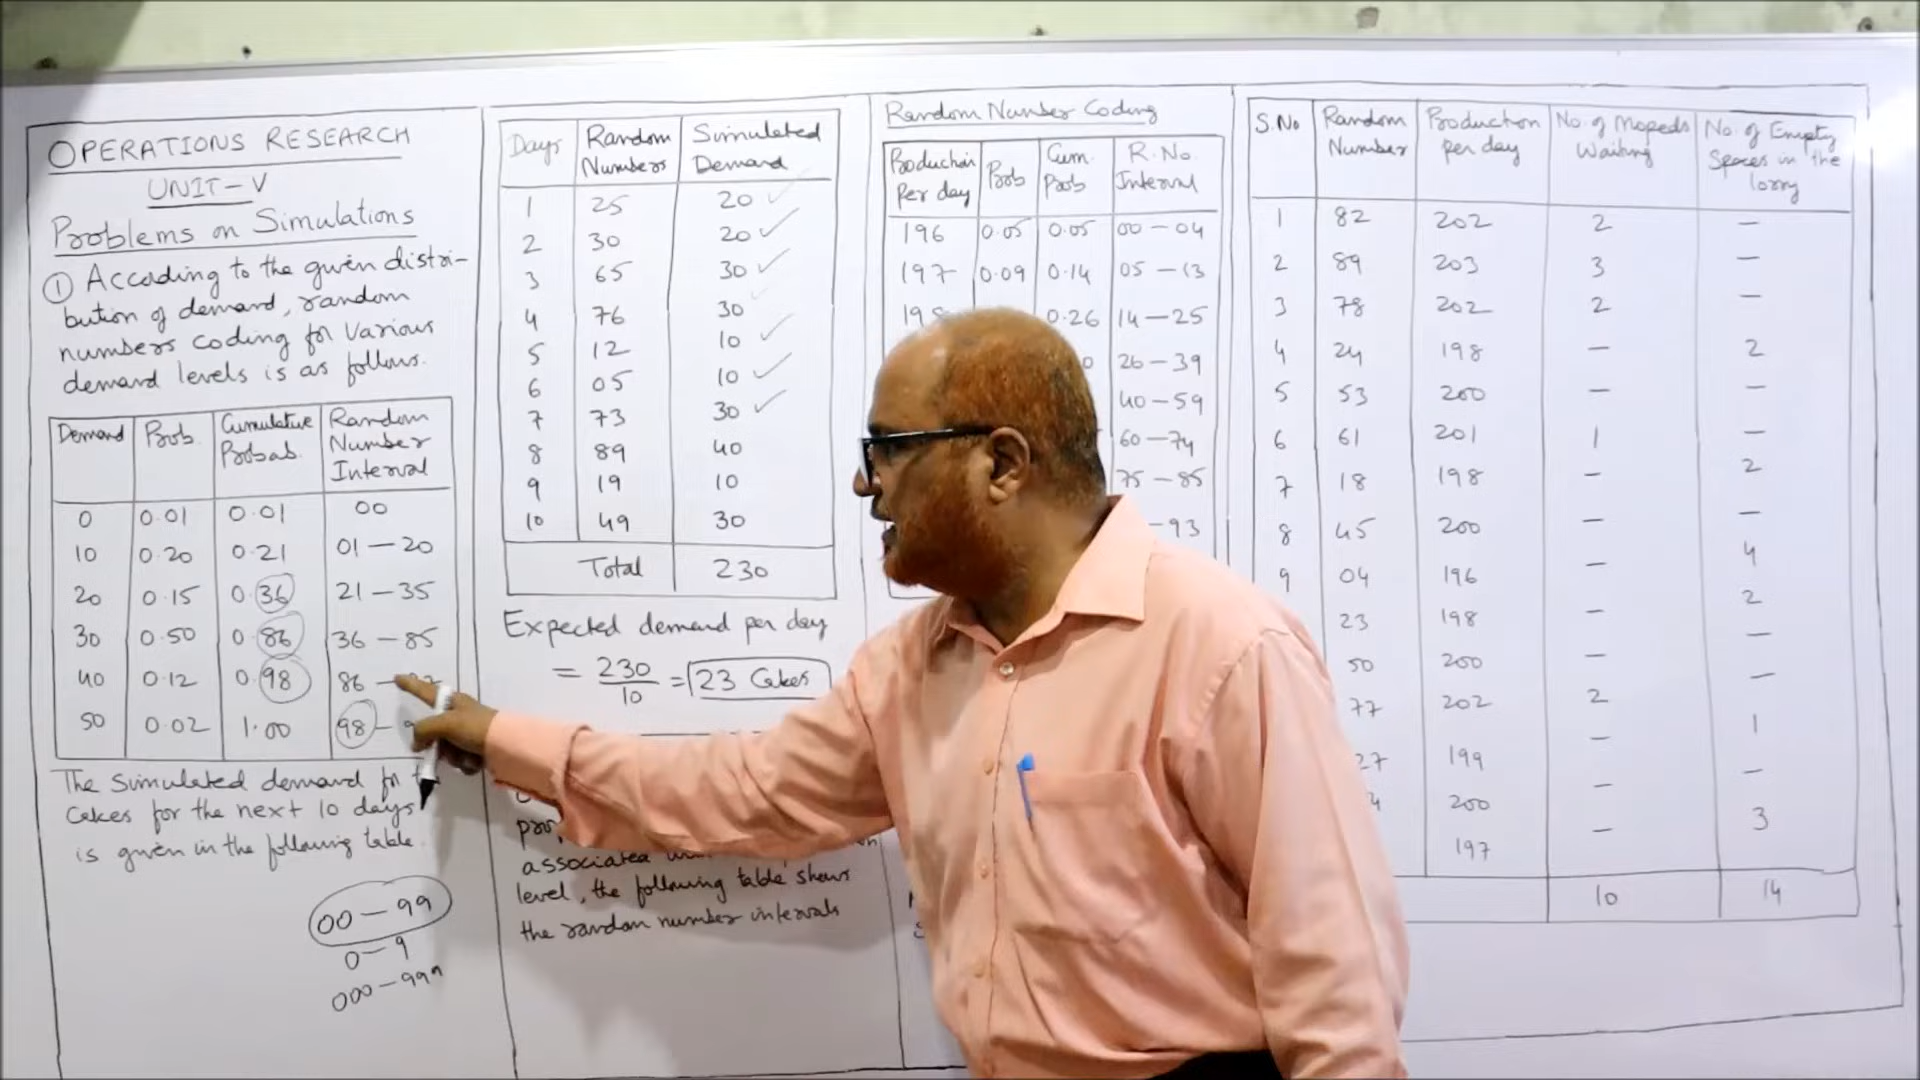 OPERATIONS RESEARCH
UNIT-V
Problems on Simulations
① According to the given distri-
bution of demand, random
numbers coding for various
demand levels is as follows.
Demand Prob. Cumulative Probab. Random Number Interval
0 0.01 0.01 00
10 0.20 0.21 01 - 20
20 0.15 0.36 21 - 35
30 0.50 0.86 36 - 85
40 0.12 0.98 86 -
50 0.02 1.00 98 -
The simulated demand for
Cakes for the next 10 days
is given in the following table.
00 - 99
0 - 9
000 - 999
Days Random Numbers Simulated Demand
1 25 20 ✓
2 30 20 ✓
3 65 30 ✓
4 76 30 ✓
5 12 10 ✓
6 05 10 ✓
7 73 30 ✓
8 89 40
9 19 10
10 49 30
Total 230
Expected demand per day
= 230/10 = 23 Cakes
associated
level, the following table shows
the random number intervals
Random Number Coding
Production Per day Prob Cum. Prob R.No. Interval
196 0.05 0.05 00 - 04
197 0.09 0.14 05 - 13
0.26 14 - 25
26 - 39
40 - 59
60 - 74
75 - 85
- 93
S.No Random Number Production per day No. of Mopeds Waiting No. of Empty Spaces in the lorry
1 82 202 2 -
2 89 203 3 -
3 78 202 2 -
4 24 198 - 2
5 53 200 - -
6 61 201 1 -
7 18 198 - 2
8 45 200 - -
9 04 196 - 4
23 198 - 2
50 200 - -
77 202 2 -
27 199 - 1
200 - -
197 - 3
10 14